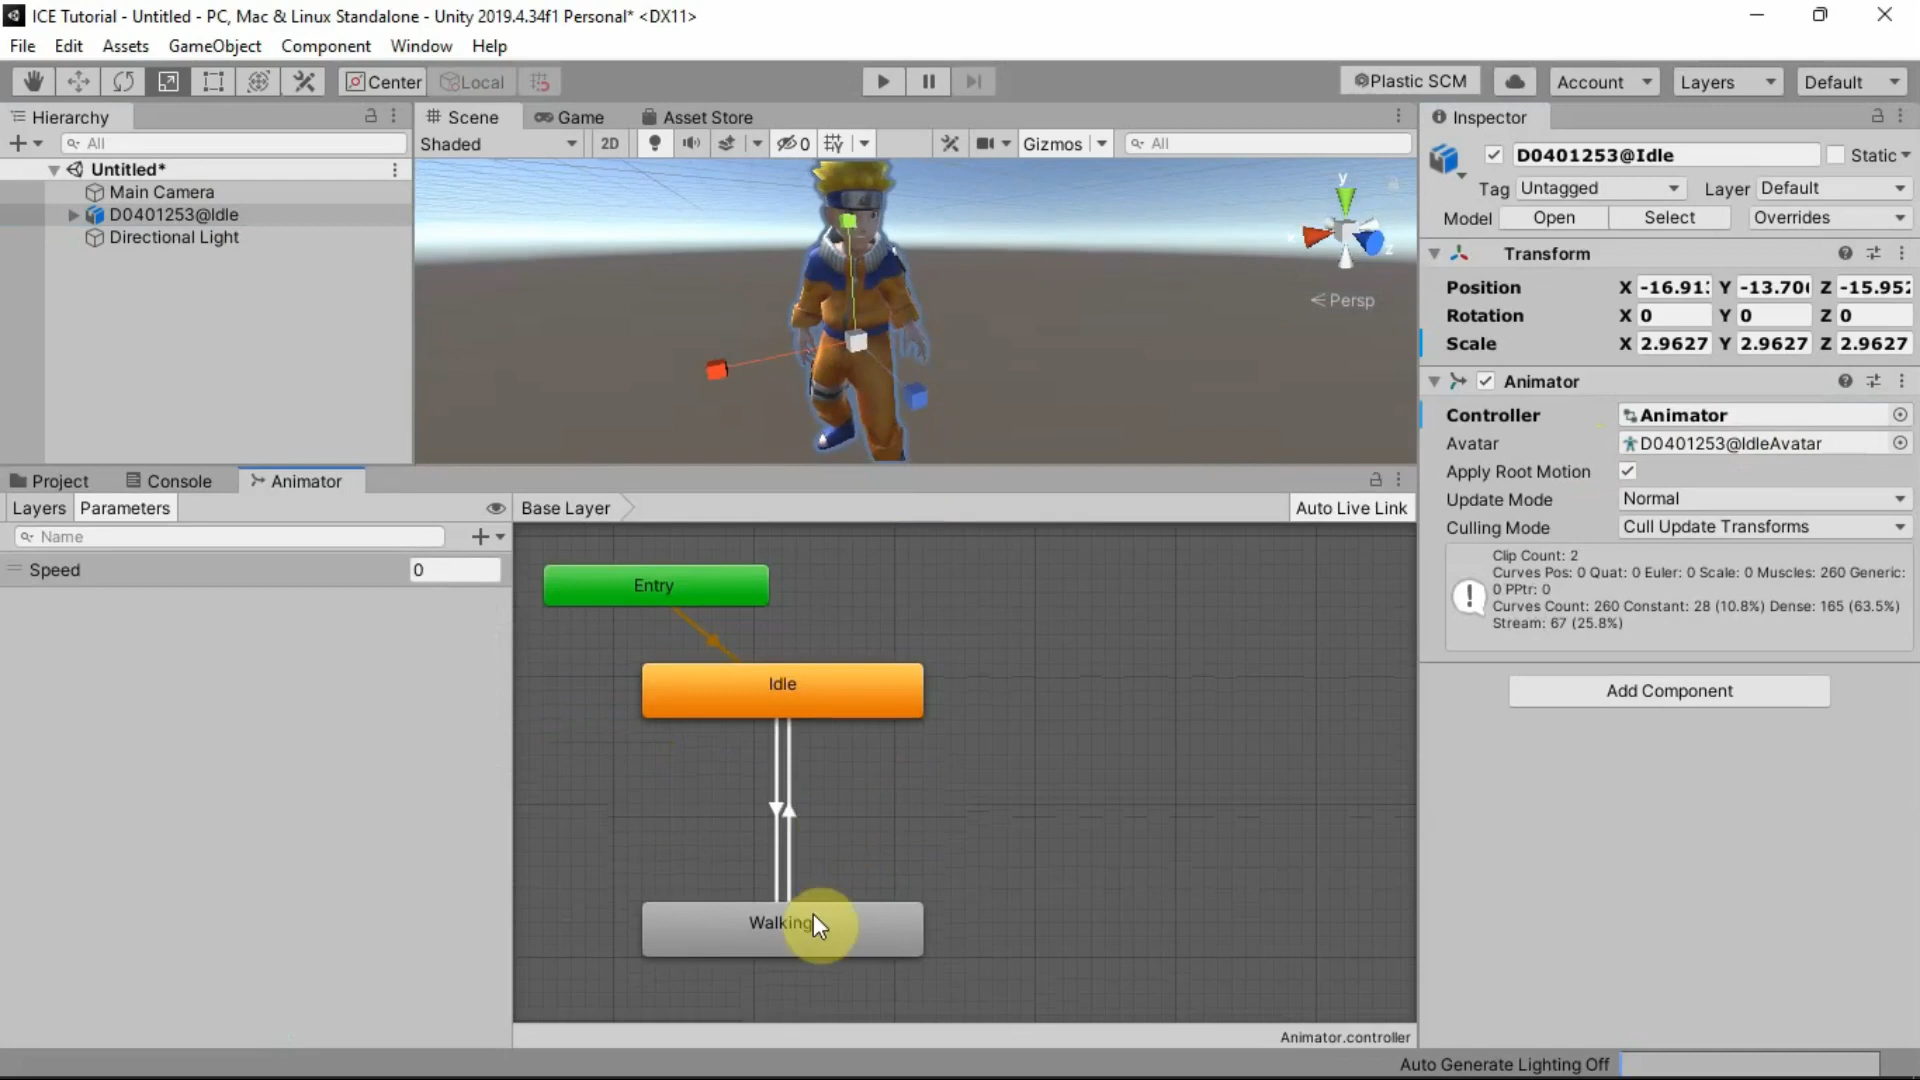 ICE Tutorial - Untitled - PC, Mac & Linux Standalone - Unity 2019.4.34f1 Personal* <DX11>
File Edit Assets GameObject Component Window Help
Center Local Plastic SCM Account Layers Default
Hierarchy
All
Untitled*
Main Camera
D0401253@Idle
Directional Light
Scene Game Asset Store
Shaded 2D 0 Gizmos All
y
x
z
Persp
Inspector
D0401253@Idle Static
Tag Untagged Layer Default
Model Open Select Overrides
Transform
Position X -16.91 Y -13.70 Z -15.95
Rotation X 0 Y 0 Z 0
Scale X 2.9627 Y 2.9627 Z 2.9627
Animator
Controller Animator
Avatar D0401253@IdleAvatar
Apply Root Motion
Update Mode Normal
Culling Mode Cull Update Transforms
Clip Count: 2
Curves Pos: 0 Quat: 0 Euler: 0 Scale: 0 Muscles: 260 Generic:
0 PPtr: 0
Curves Count: 260 Constant: 28 (10.8%) Dense: 165 (63.5%)
Stream: 67 (25.8%)
Add Component
Project Console Animator
Layers Parameters
Name
Speed 0
Base Layer Auto Live Link
Entry
Idle
Walking
Animator.controller
Auto Generate Lighting Off